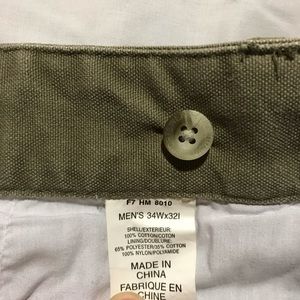 F7 HM 8010
MEN'S 34Wx32I
SHELL/EXTERIEUR:
100% COTTON/COTON
LINING/DOUBLURE:
65% POLYESTER/35% COTTON
100% NYLON/POLYAMIDE
MADE IN
CHINA
FABRIQUE EN
CHINE